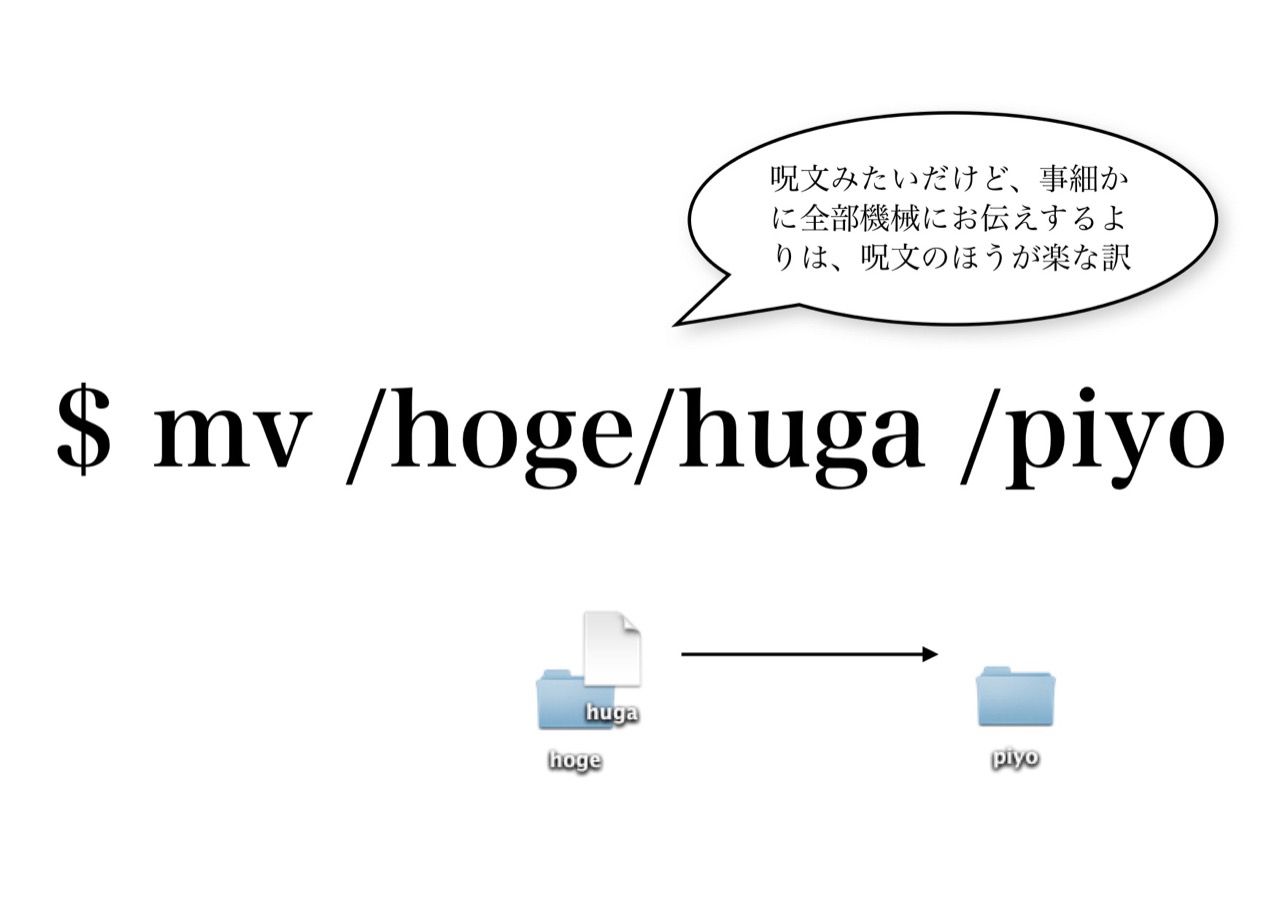 呪文みたいだけど、事細か
に全部機械にお伝えするよ
りは、呪文のほうが楽な訳
$ mv /hoge/huga /piyo
huga
hoge
piyo